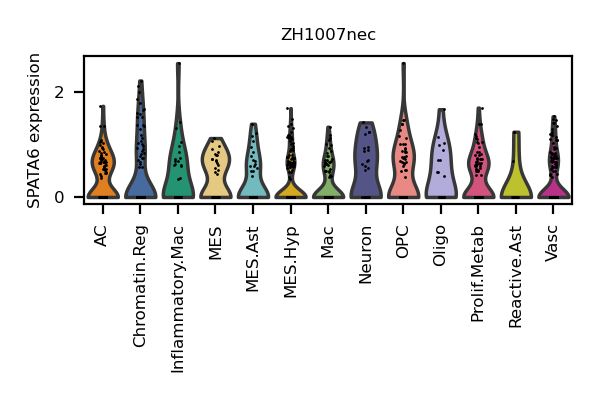 ZH1007nec
SPATA6 expression
2
0
AC
Chromatin.Reg
Inflammatory.Mac
MES
MES.Ast
MES.Hyp
Mac
Neuron
OPC
Oligo
Prolif.Metab
Reactive.Ast
Vasc